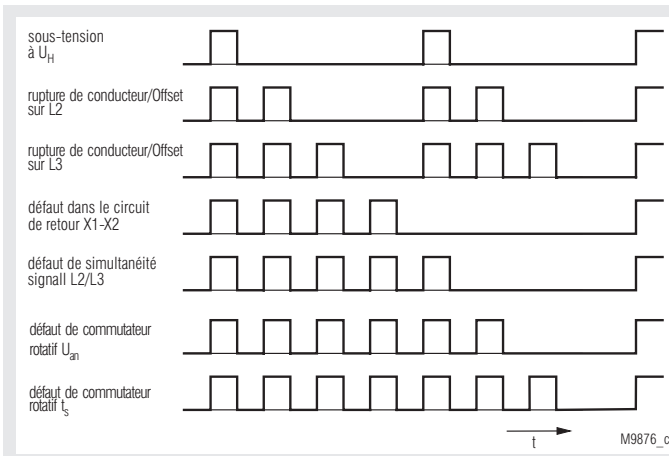 sous-tension
à UH
rupture de conducteur/Offset
sur L2
rupture de conducteur/Offset
sur L3
défaut dans le circuit
de retour X1-X2
défaut de simultanéité
signall L2/L3
défaut de commutateur
rotatif Uan
défaut de commutateur
rotatif ts
t
M9876_c